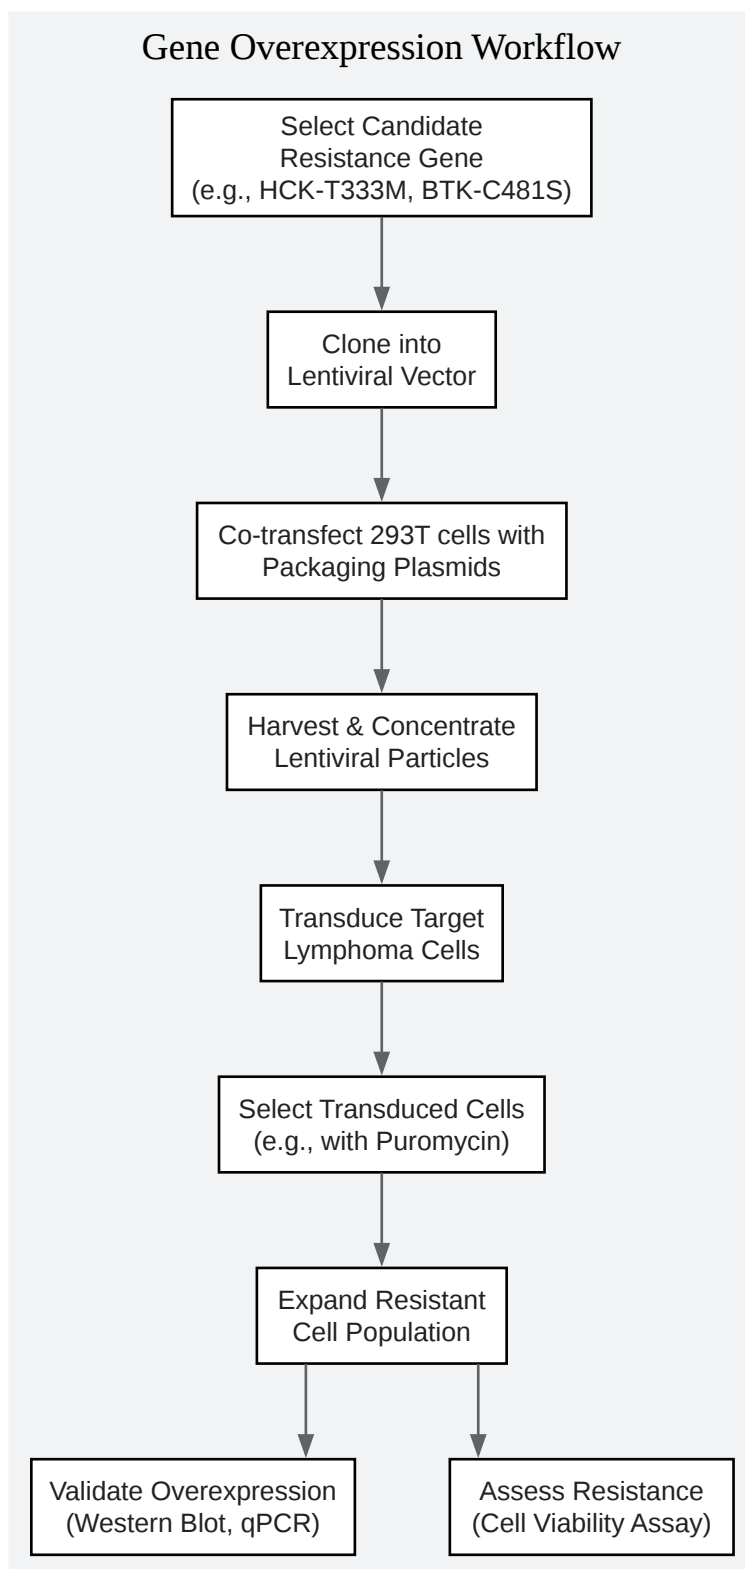 Gene Overexpression Workflow
Select Candidate
Resistance Gene
(e.g., HCK-T333M, BTK-C481S)
Clone into
Lentiviral Vector
Co-transfect 293T cells with
Packaging Plasmids
Harvest & Concentrate
Lentiviral Particles
Transduce Target
Lymphoma Cells
Select Transduced Cells
(e.g., with Puromycin)
Expand Resistant
Cell Population
Validate Overexpression
(Western Blot, qPCR)
Assess Resistance
(Cell Viability Assay)